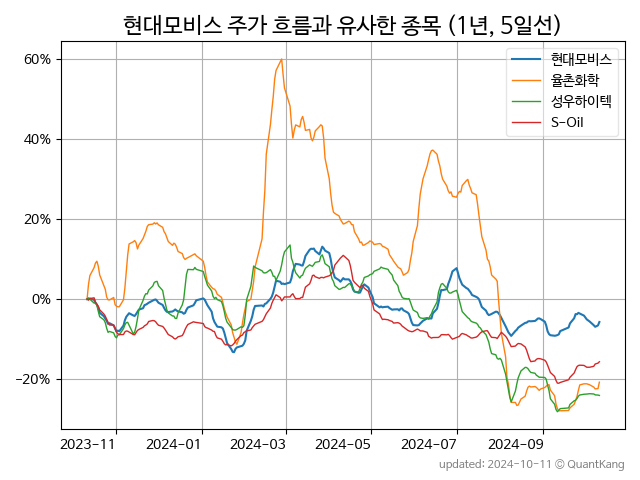 현대모비스 주가 흐름과 유사한 종목 (1년, 5일선)
현대모비스
율촌화학
성우하이텍
S-Oil
60%
40%
20%
0%
−20%
2023-11
2024-01
2024-03
2024-05
2024-07
2024-09
updated: 2024-10-11 © QuantKang